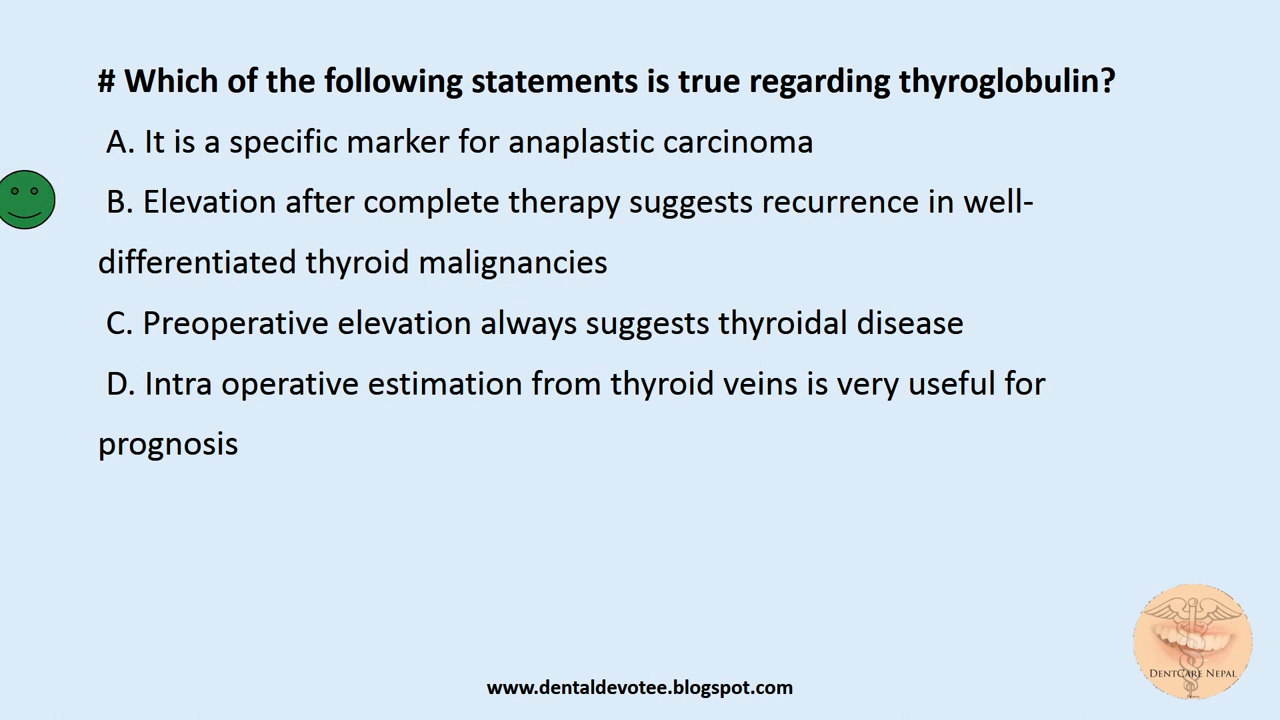 # Which of the following statements is true regarding thyroglobulin?
A. It is a specific marker for anaplastic carcinoma
B. Elevation after complete therapy suggests recurrence in well-
differentiated thyroid malignancies
C. Preoperative elevation always suggests thyroidal disease
D. Intra operative estimation from thyroid veins is very useful for
prognosis
DENTCARE NEPAL
www.dentaldevotee.blogspot.com